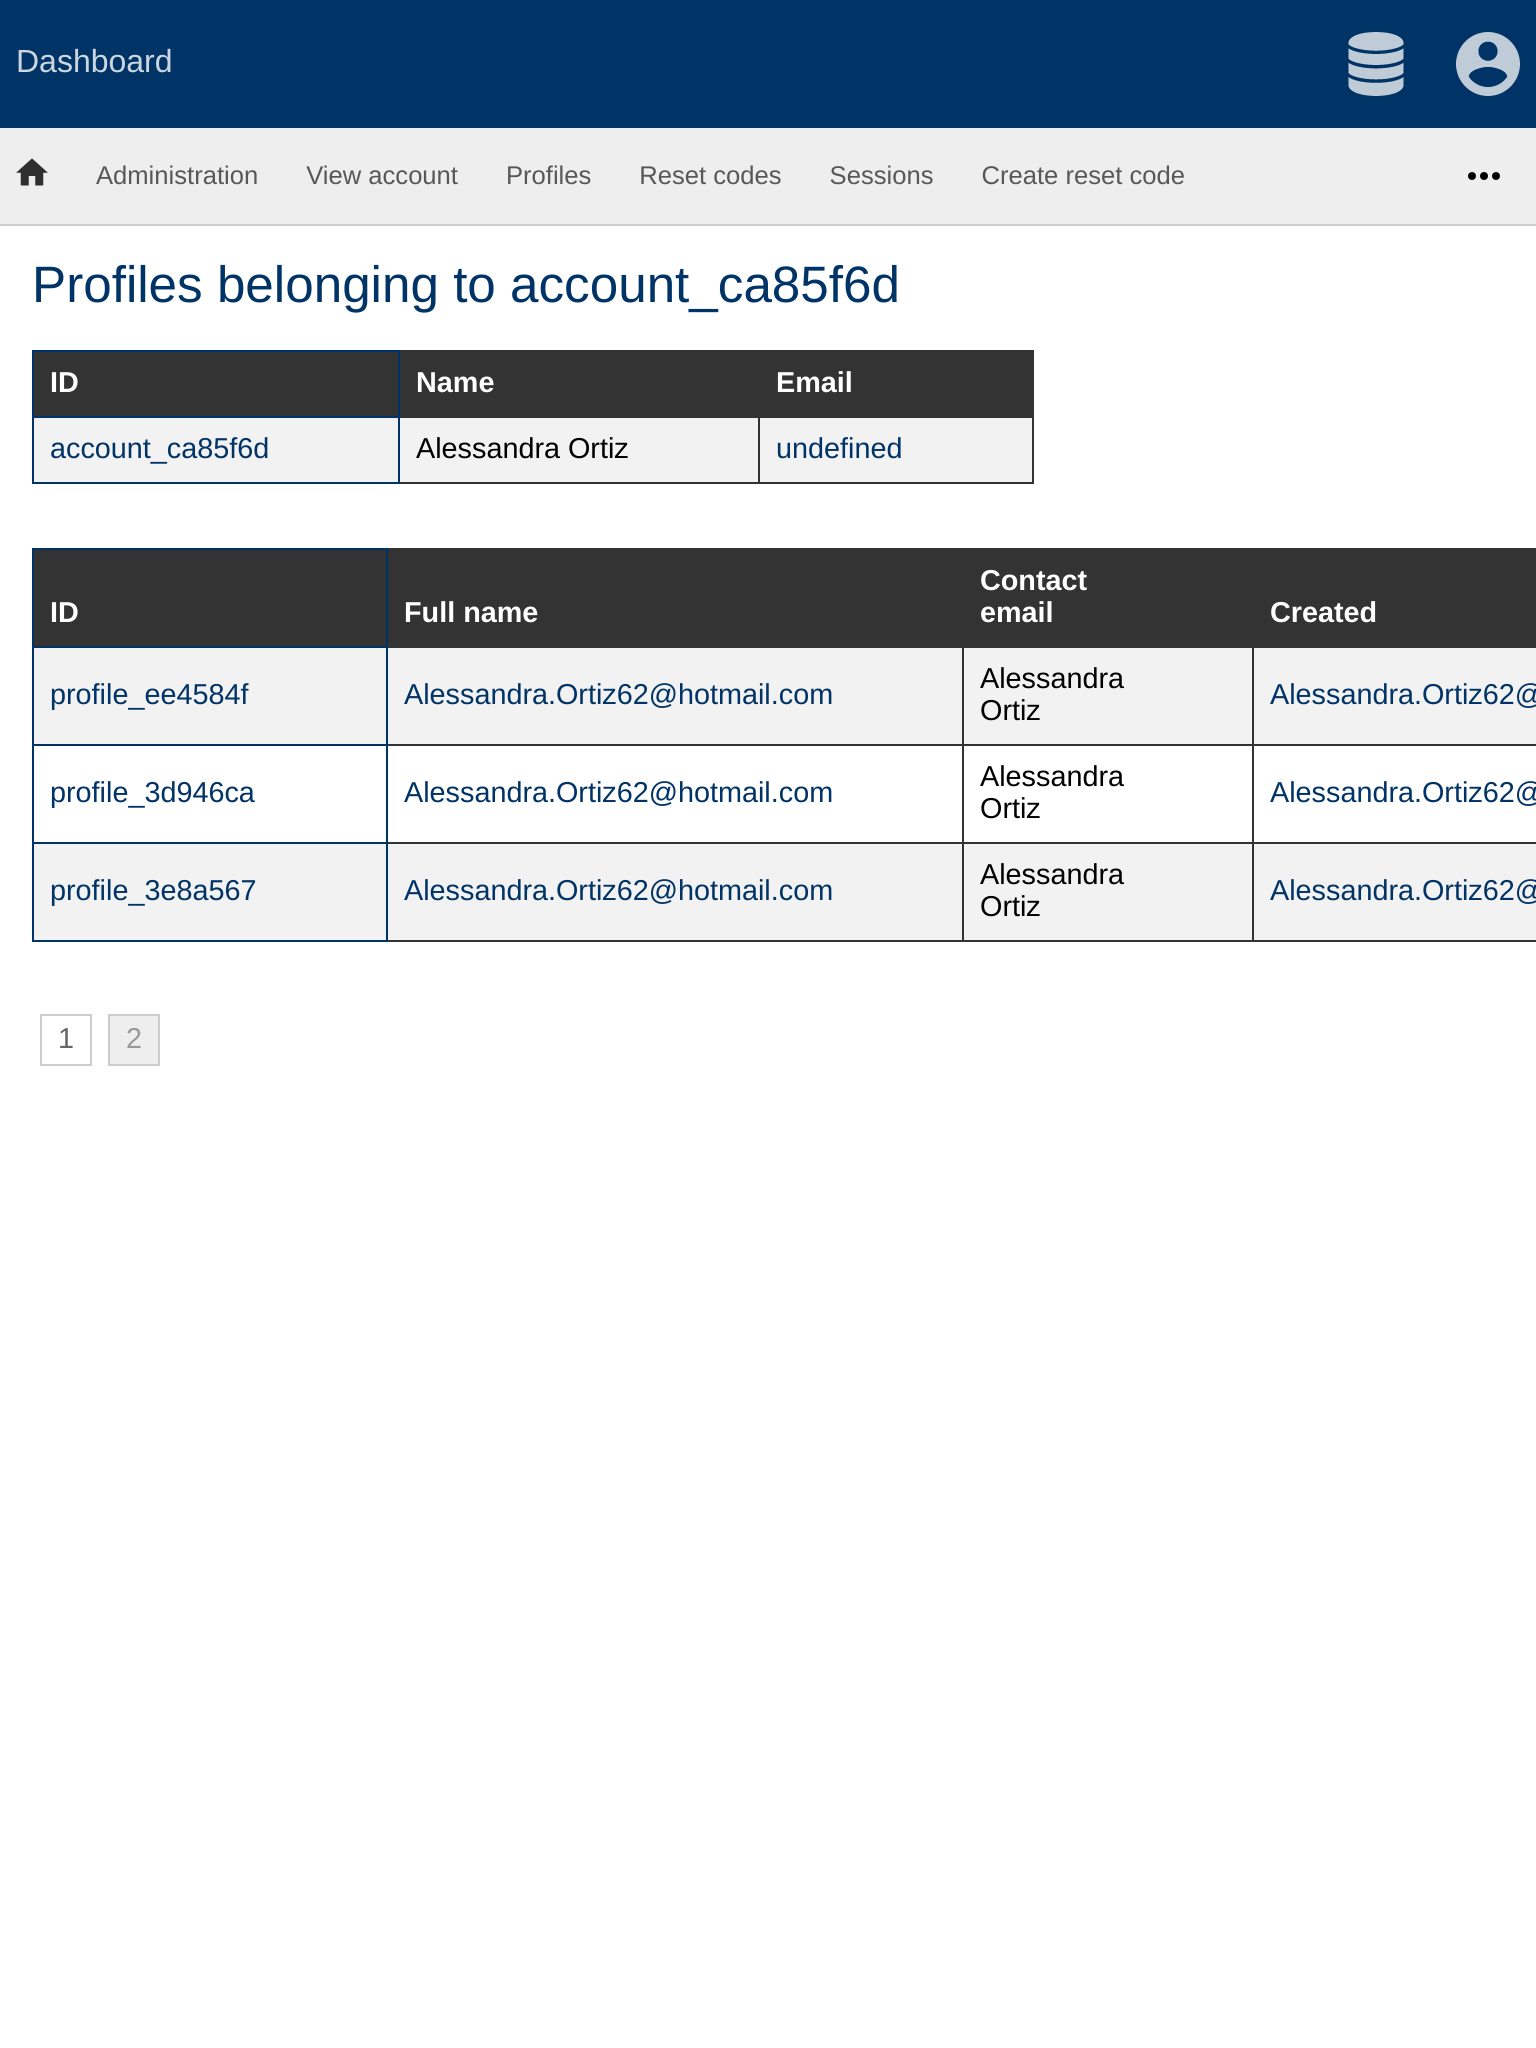 Dashboard
Administration View account Profiles Reset codes Sessions Create reset code
Profiles belonging to account_ca85f6d
ID Name Email
account_ca85f6d Alessandra Ortiz undefined
ID Full name Contact email Created
profile_ee4584f Alessandra.Ortiz62@hotmail.com Alessandra Ortiz Alessandra.Ortiz62@
profile_3d946ca Alessandra.Ortiz62@hotmail.com Alessandra Ortiz Alessandra.Ortiz62@
profile_3e8a567 Alessandra.Ortiz62@hotmail.com Alessandra Ortiz Alessandra.Ortiz62@
1 2